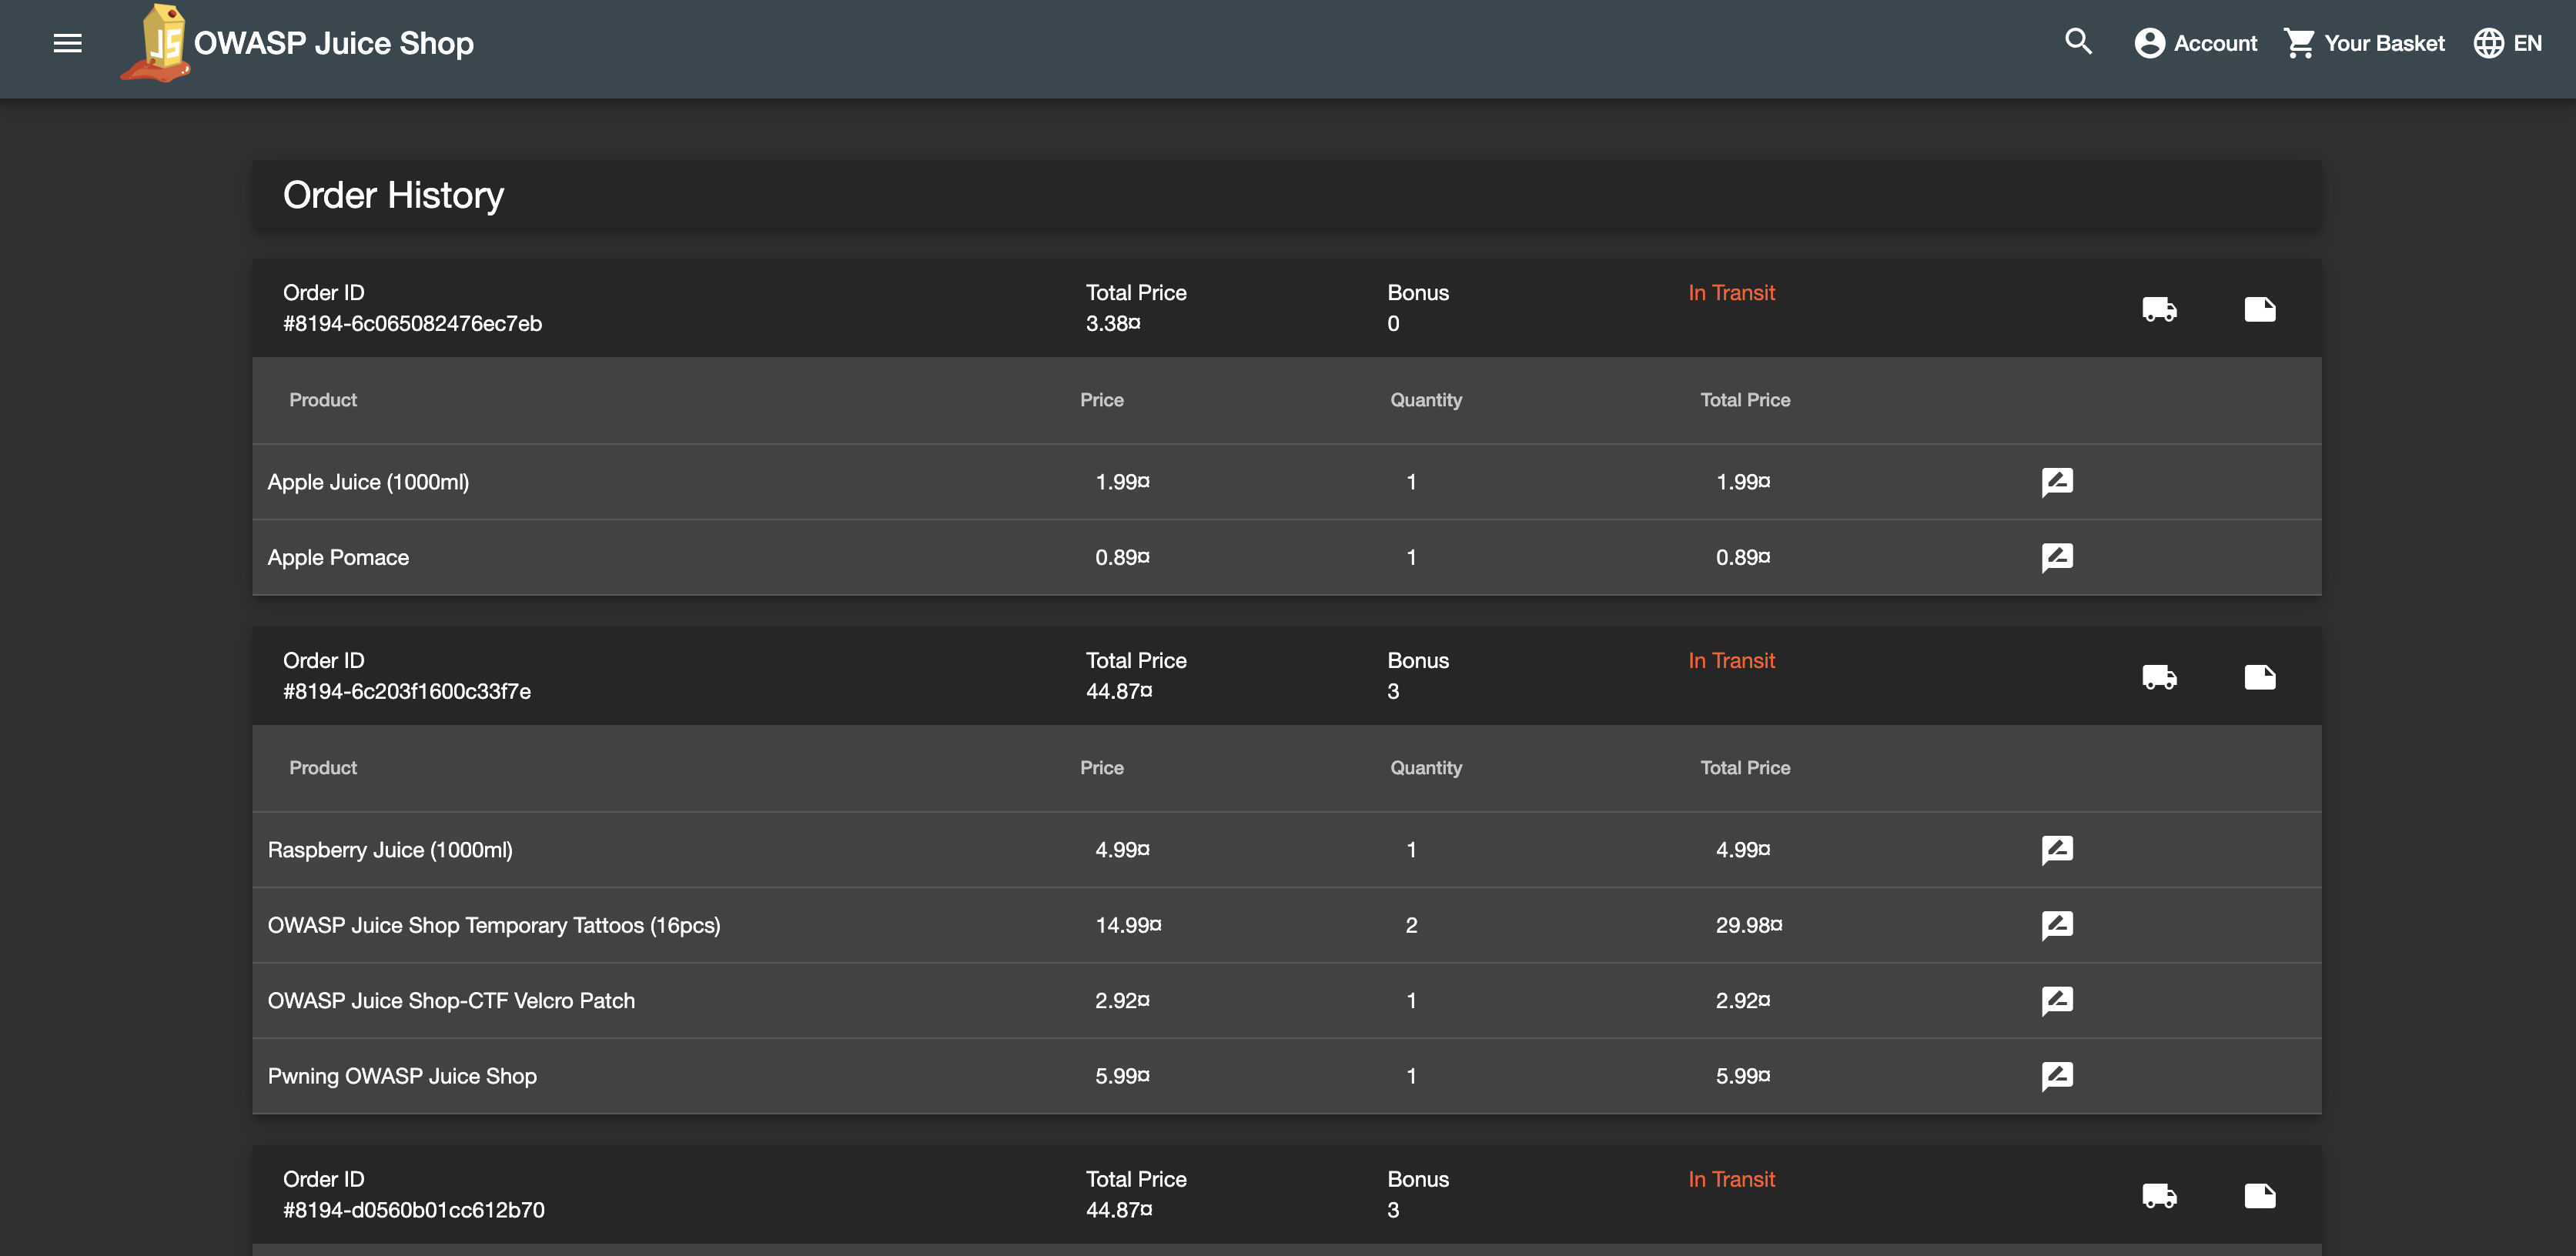 JS OWASP Juice Shop Account Your Basket EN
Order History
Order ID Total Price Bonus In Transit
#8194-6c065082476ec7eb 3.38¤ 0
Product Price Quantity Total Price
Apple Juice (1000ml) 1.99¤ 1 1.99¤
Apple Pomace 0.89¤ 1 0.89¤
Order ID Total Price Bonus In Transit
#8194-6c203f1600c33f7e 44.87¤ 3
Product Price Quantity Total Price
Raspberry Juice (1000ml) 4.99¤ 1 4.99¤
OWASP Juice Shop Temporary Tattoos (16pcs) 14.99¤ 2 29.98¤
OWASP Juice Shop-CTF Velcro Patch 2.92¤ 1 2.92¤
Pwning OWASP Juice Shop 5.99¤ 1 5.99¤
Order ID Total Price Bonus In Transit
#8194-d0560b01cc612b70 44.87¤ 3